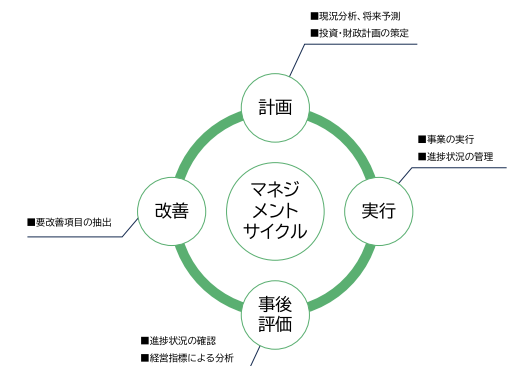 ■現況分析、将来予測
■投資・財政計画の策定
計画
■事業の実行
■進捗状況の管理
マネジ
メント
サイクル
改善
実行
■要改善項目の抽出
事後
評価
■進捗状況の確認
■経営指標による分析